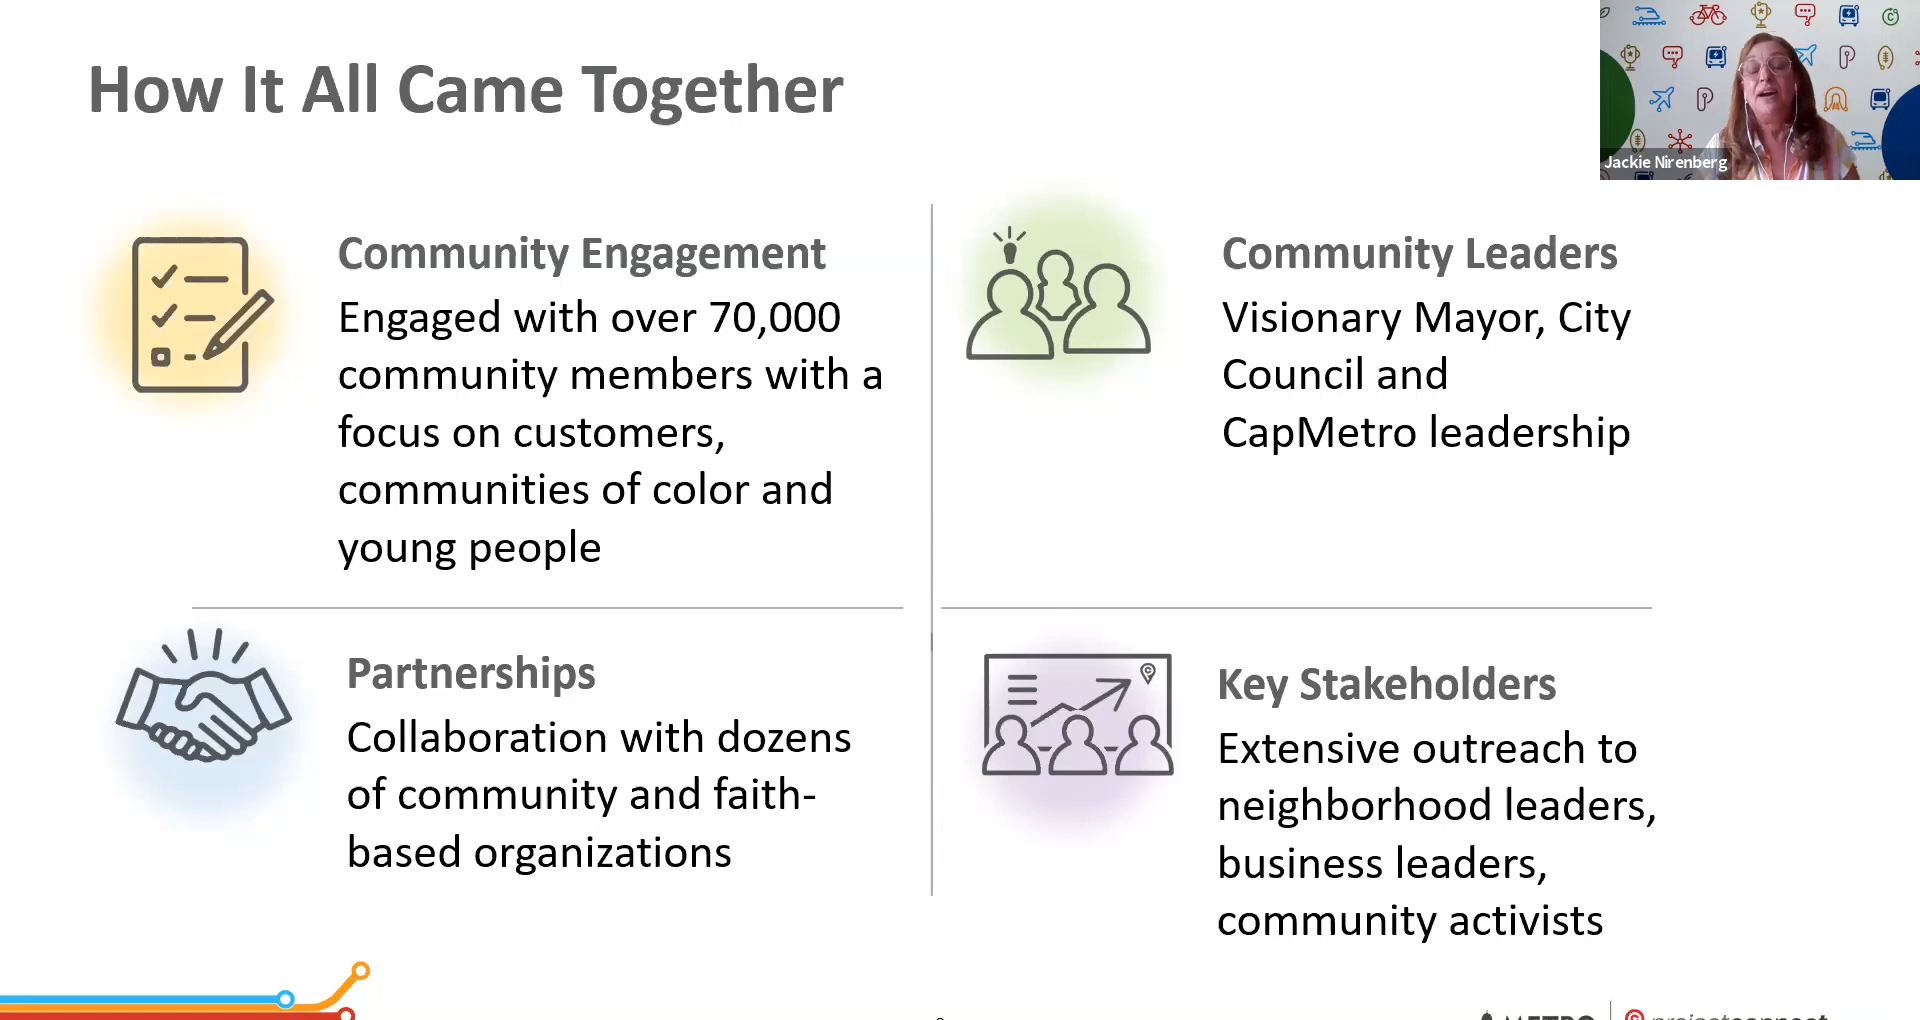 How It All Came Together
Jackie Nirenberg
Community Engagement
Engaged with over 70,000
community members with a
focus on customers,
communities of color and
young people
Community Leaders
Visionary Mayor, City
Council and
CapMetro leadership
Partnerships
Collaboration with dozens
of community and faith-
based organizations
Key Stakeholders
Extensive outreach to
neighborhood leaders,
business leaders,
community activists
METRO
projectconnect